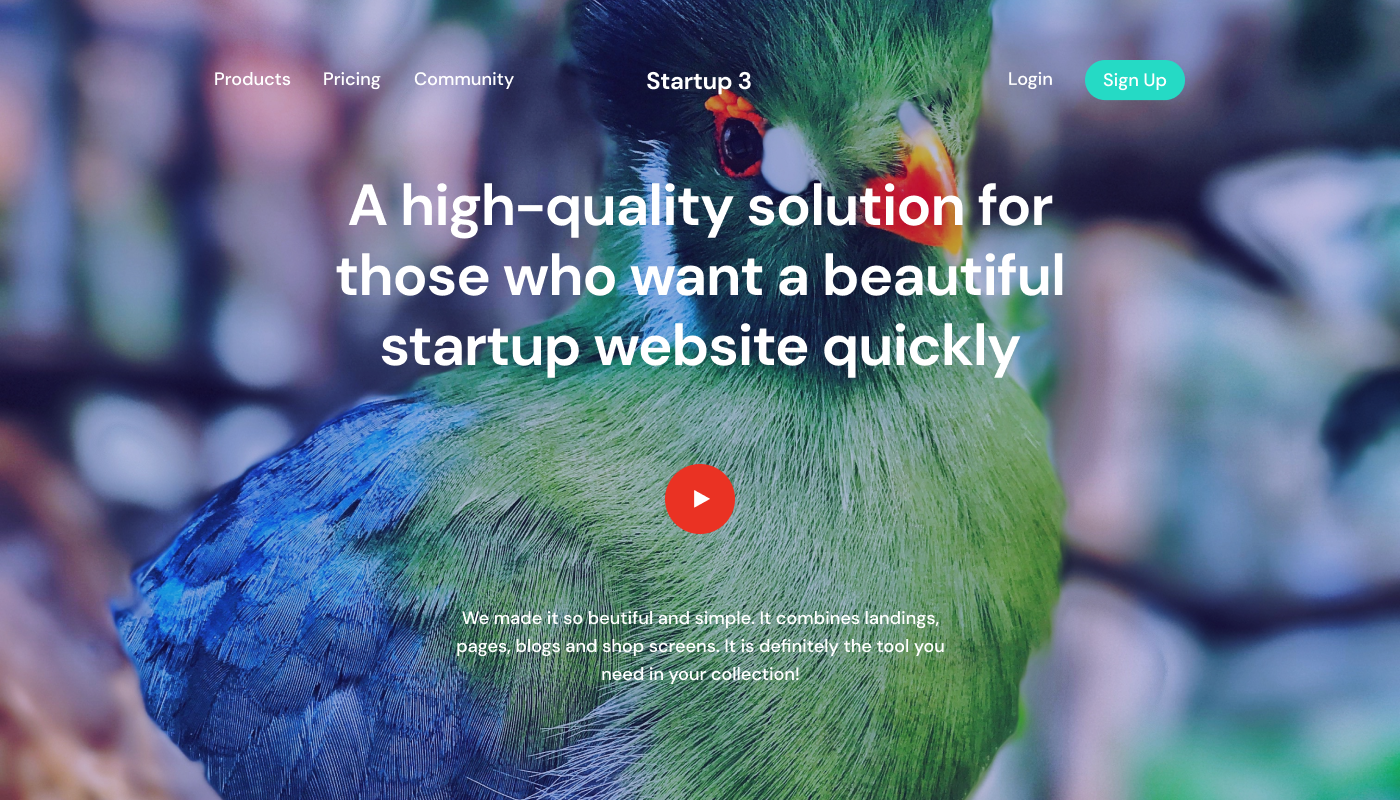 Products Pricing Community Startup 3 Login Sign Up
A high-quality solution for
those who want a beautiful
startup website quickly
We made it so beutiful and simple. It combines landings,
pages, blogs and shop screens. It is definitely the tool you
need in your collection!